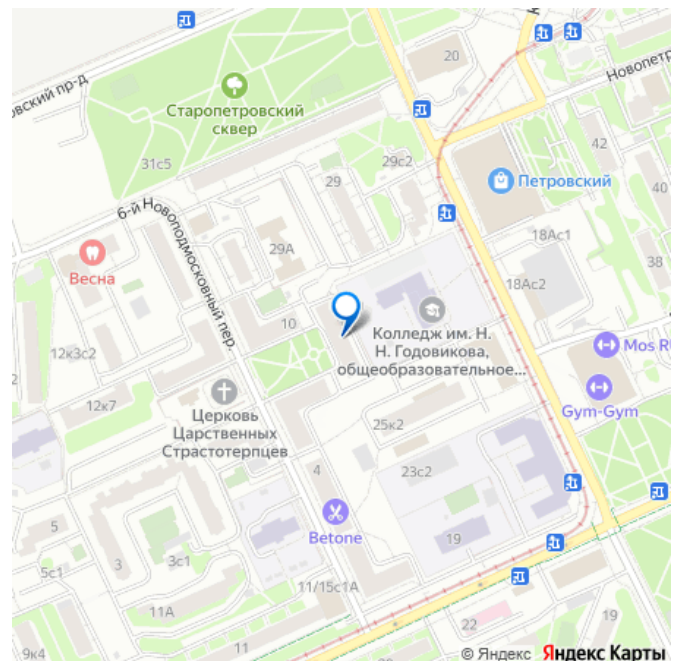 20
Новопетр
вский пр-д
Старопетровский
сквер
42
31с5
29с2
29
Петровский
40
6-й Новоподмосковный пер.
18Ас1
29А
38
Весна
18Ас2
10
Колледж им. Н.
Н. Годовикова,
общеобразовательное...
Mos R
12к3с2
Gym-Gym
12к7
Церковь
Царственных
Страстотерпцев
25к2
4
23с2
5
Betone
19
3
3с1
5с1
11/15с1А
11А
22
19
11
9к4
© Яндекс Яндекс Карты